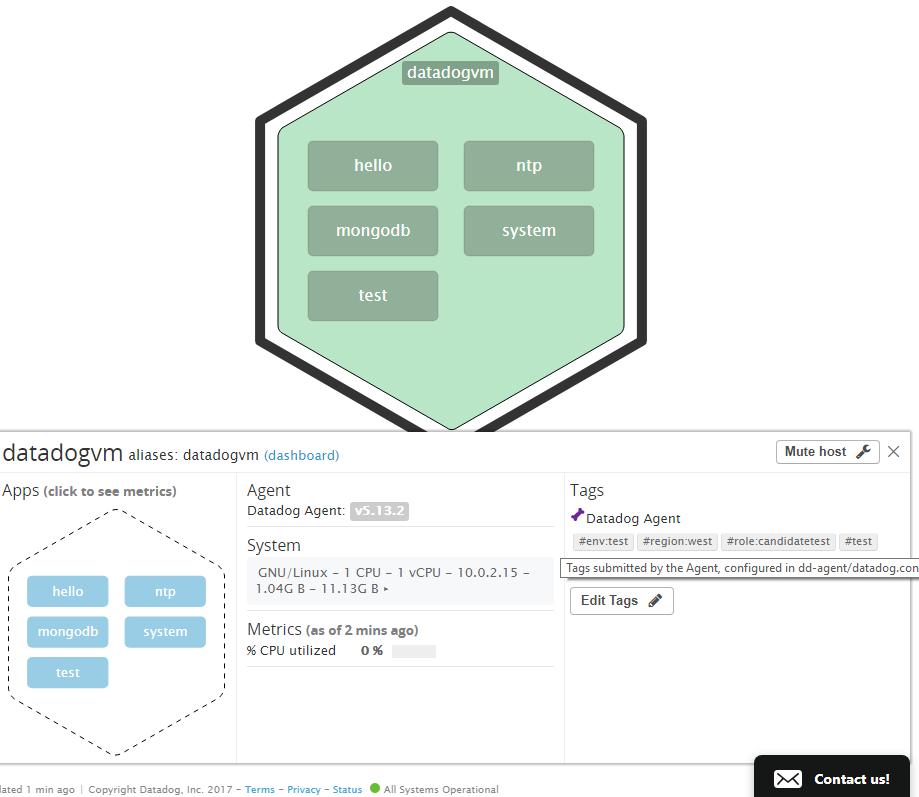 datadogvm
hello ntp
mongodb system
test
datadogvm aliases: datadogvm (dashboard)
Mute host
Apps (click to see metrics)
hello ntp
mongodb system
test
Agent
Datadog Agent: v5.13.2
System
GNU/Linux – 1 CPU – 1 vCPU – 10.0.2.15 –
1.04G B – 11.13G B ▸
Metrics (as of 2 mins ago)
% CPU utilized 0 %
Tags
Datadog Agent
#env:test #region:west #role:candidatetest #test
Tags submitted by the Agent, configured in dd-agent/datadog.con
Edit Tags
Contact us!
lated 1 min ago | Copyright Datadog, Inc. 2017 – Terms – Privacy – Status All Systems Operational